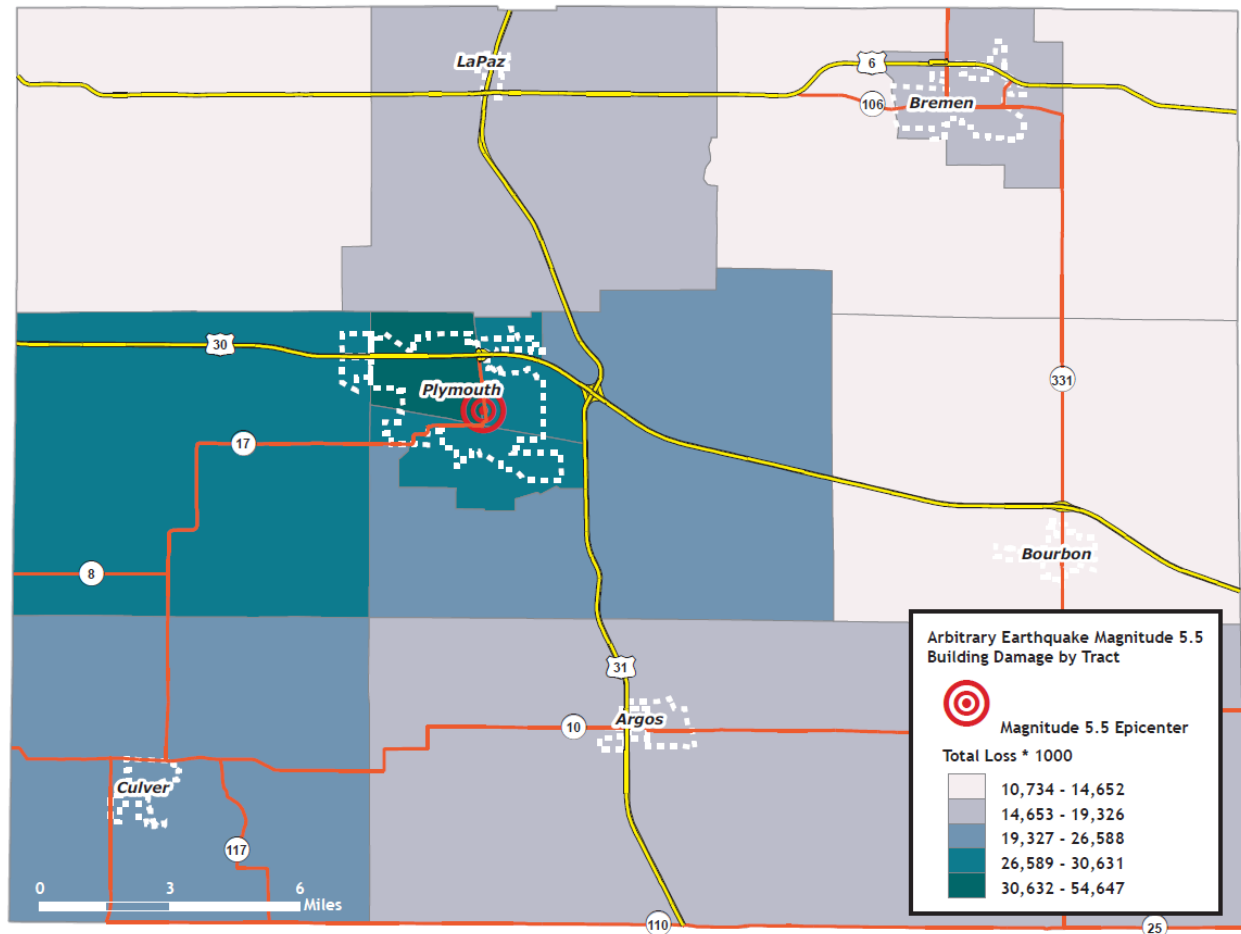 LaPaz
6
106
Bremen
30
Plymouth
331
17
Bourbon
8
31
Argos
10
Culver
117
0 3 6
Miles
110
25
Arbitrary Earthquake Magnitude 5.5
Building Damage by Tract
Magnitude 5.5 Epicenter
Total Loss * 1000
10,734 - 14,652
14,653 - 19,326
19,327 - 26,588
26,589 - 30,631
30,632 - 54,647